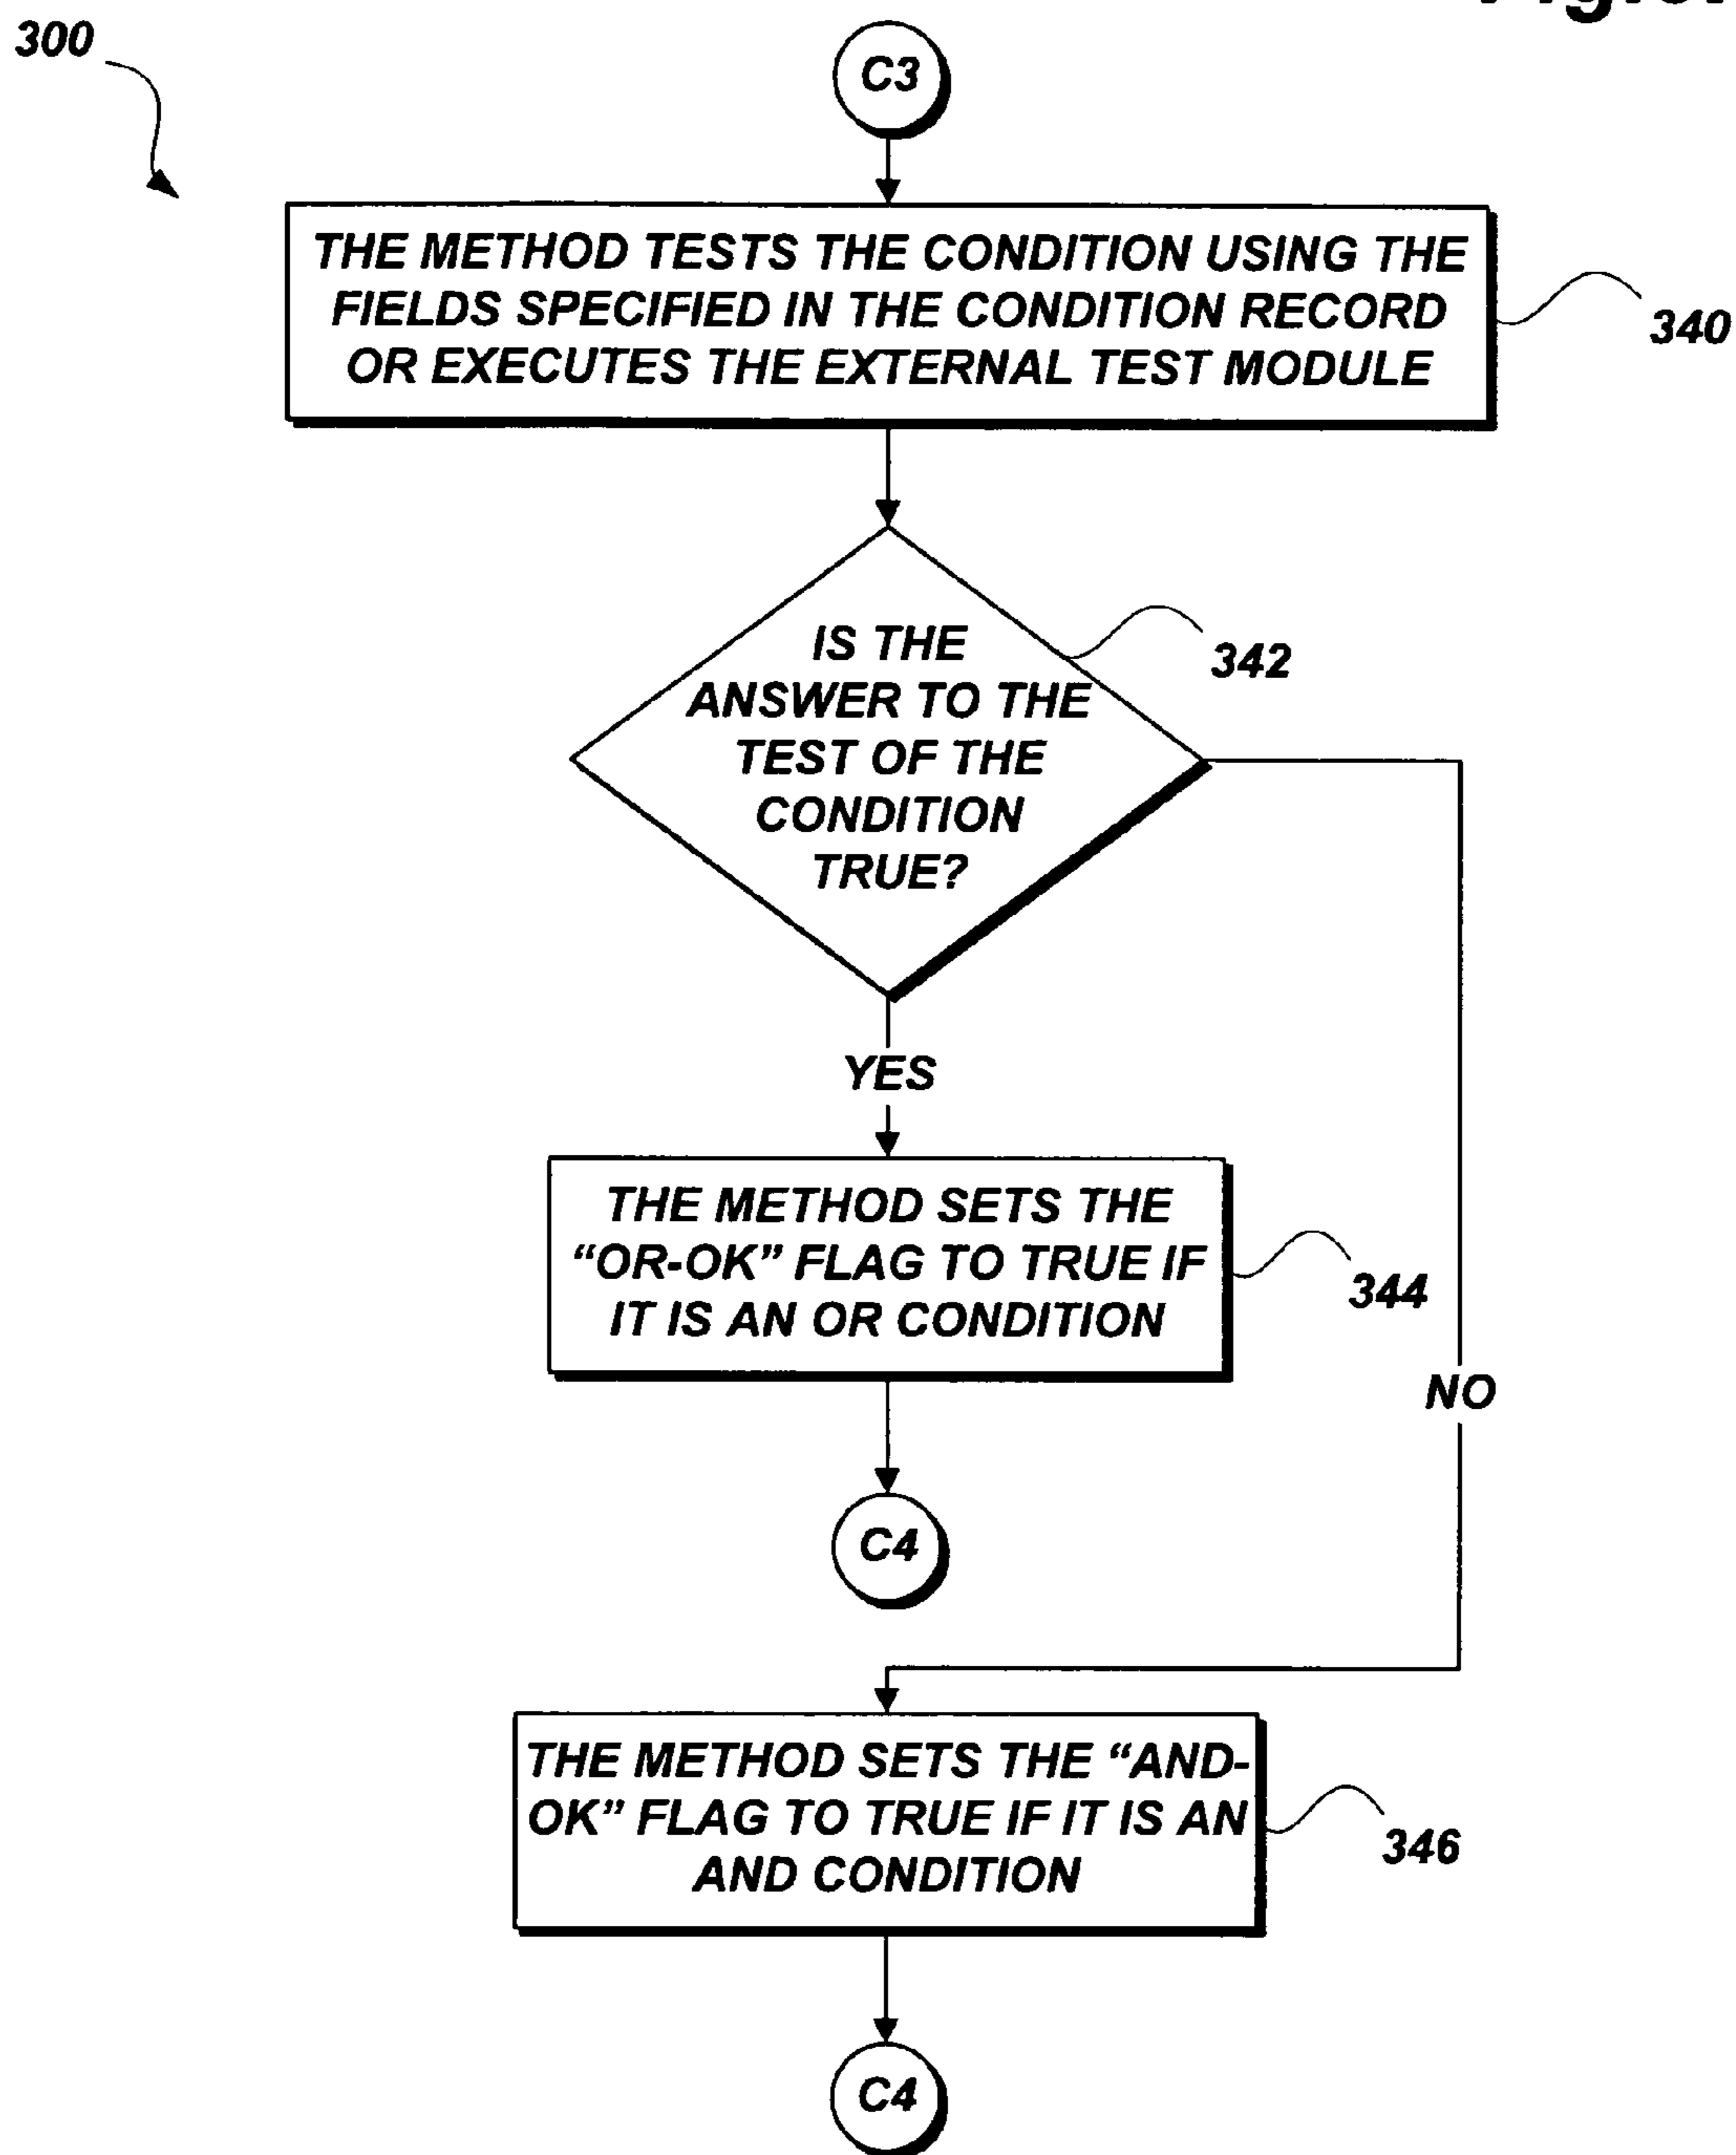 300
C3
THE METHOD TESTS THE CONDITION USING THE
FIELDS SPECIFIED IN THE CONDITION RECORD
OR EXECUTES THE EXTERNAL TEST MODULE
340
IS THE
ANSWER TO THE
TEST OF THE
CONDITION
TRUE?
342
YES
THE METHOD SETS THE
“OR-OK” FLAG TO TRUE IF
IT IS AN OR CONDITION
344
NO
C4
THE METHOD SETS THE “AND-
OK” FLAG TO TRUE IF IT IS AN
AND CONDITION
346
C4